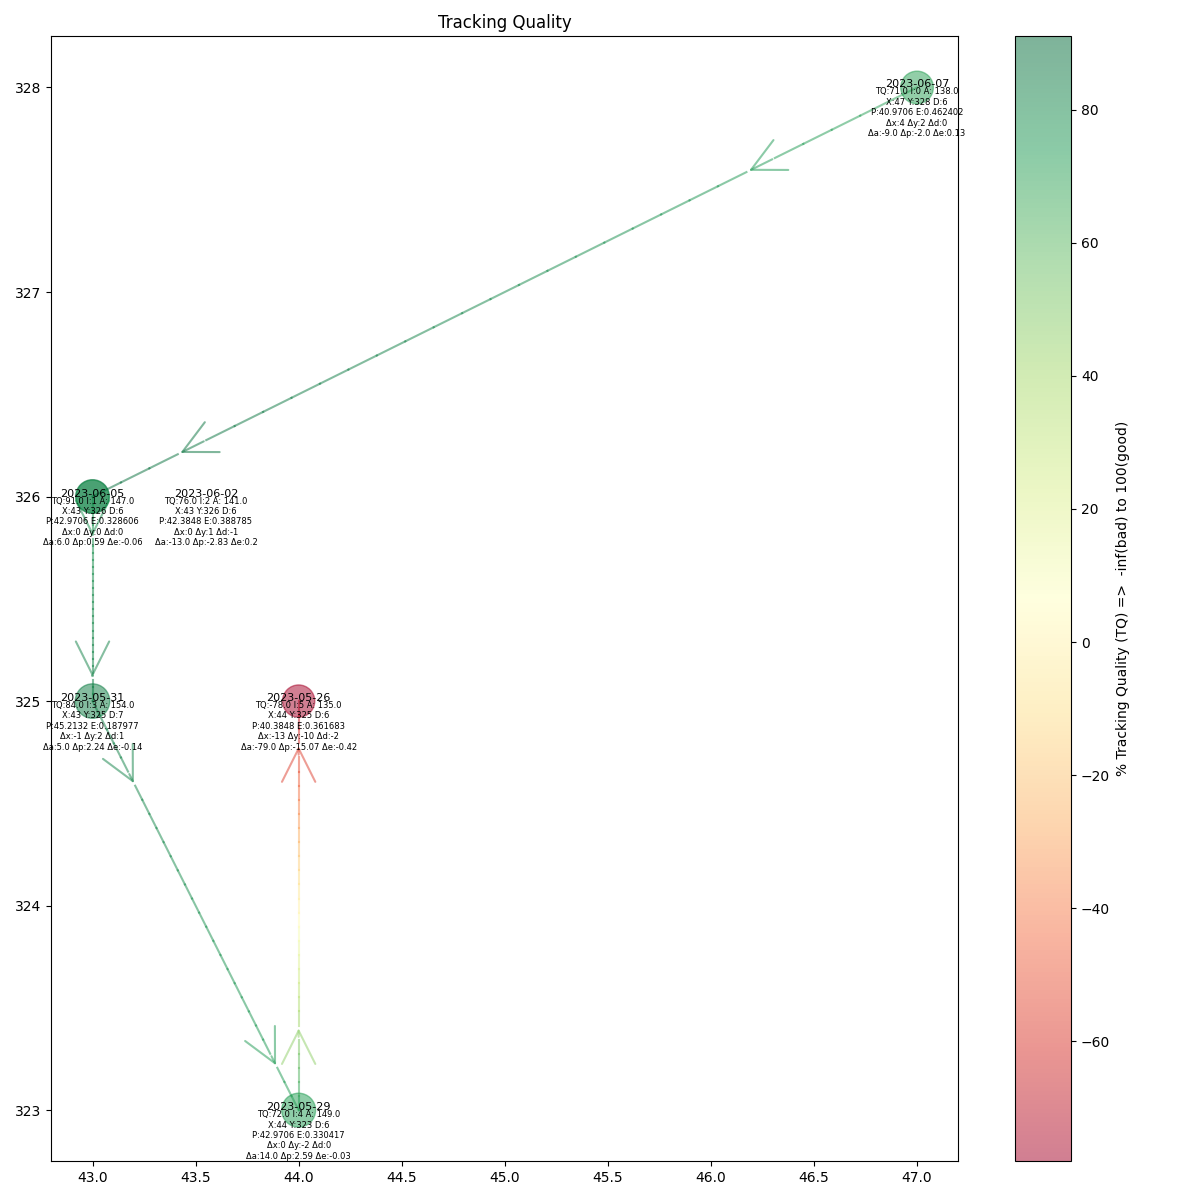 Tracking Quality
328
327
326
325
324
323
2023-06-07
TQ:71.0 I:0 A: 138.0
X:47 Y:328 D:6
P:40.9706 E:0.462402
Δx:4 Δy:2 Δd:0
Δa:-9.0 Δp:-2.0 Δe:0.13
2023-06-05
TQ:91.0 I:1 A: 147.0
X:43 Y:326 D:6
P:42.9706 E:0.328606
Δx:0 Δy:0 Δd:0
Δa:6.0 Δp:0.59 Δe:-0.06
2023-06-02
TQ:76.0 I:2 A: 141.0
X:43 Y:326 D:6
P:42.3848 E:0.388785
Δx:0 Δy:1 Δd:-1
Δa:-13.0 Δp:-2.83 Δe:0.2
2023-05-31
TQ:84.0 I:3 A: 154.0
X:43 Y:325 D:7
P:45.2132 E:0.187977
Δx:-1 Δy:2 Δd:1
Δa:5.0 Δp:2.24 Δe:-0.14
2023-05-26
TQ:-78.0 I:5 A: 135.0
X:44 Y:325 D:6
P:40.3848 E:0.361683
Δx:-13 Δy:-10 Δd:-2
Δa:-79.0 Δp:-15.07 Δe:-0.42
2023-05-29
TQ:72.0 I:4 A: 149.0
X:44 Y:323 D:6
P:42.9706 E:0.330417
Δx:0 Δy:-2 Δd:0
Δa:14.0 Δp:2.59 Δe:-0.03
43.0 43.5 44.0 44.5 45.0 45.5 46.0 46.5 47.0
80
60
40
20
0
−20
−40
−60
% Tracking Quality (TQ) => -inf(bad) to 100(good)